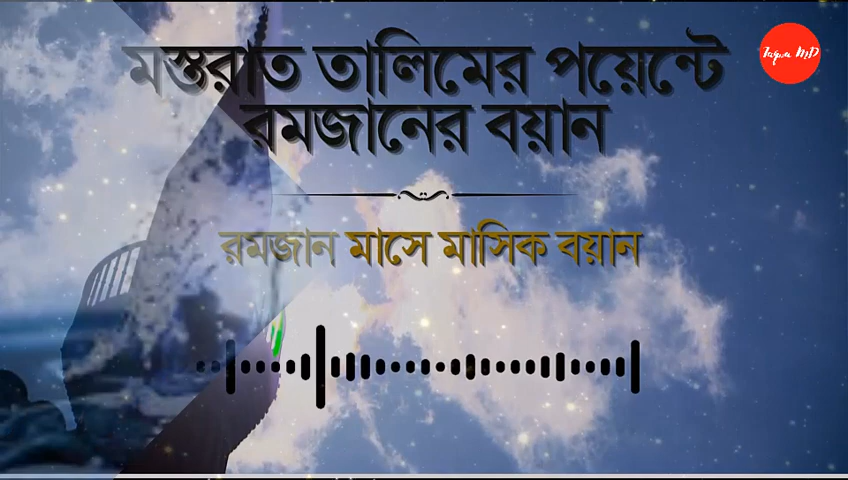 মস্তুরাত তালিমের পয়েন্টে
রমজানের বয়ান
রমজান মাসে মাসিক বয়ান